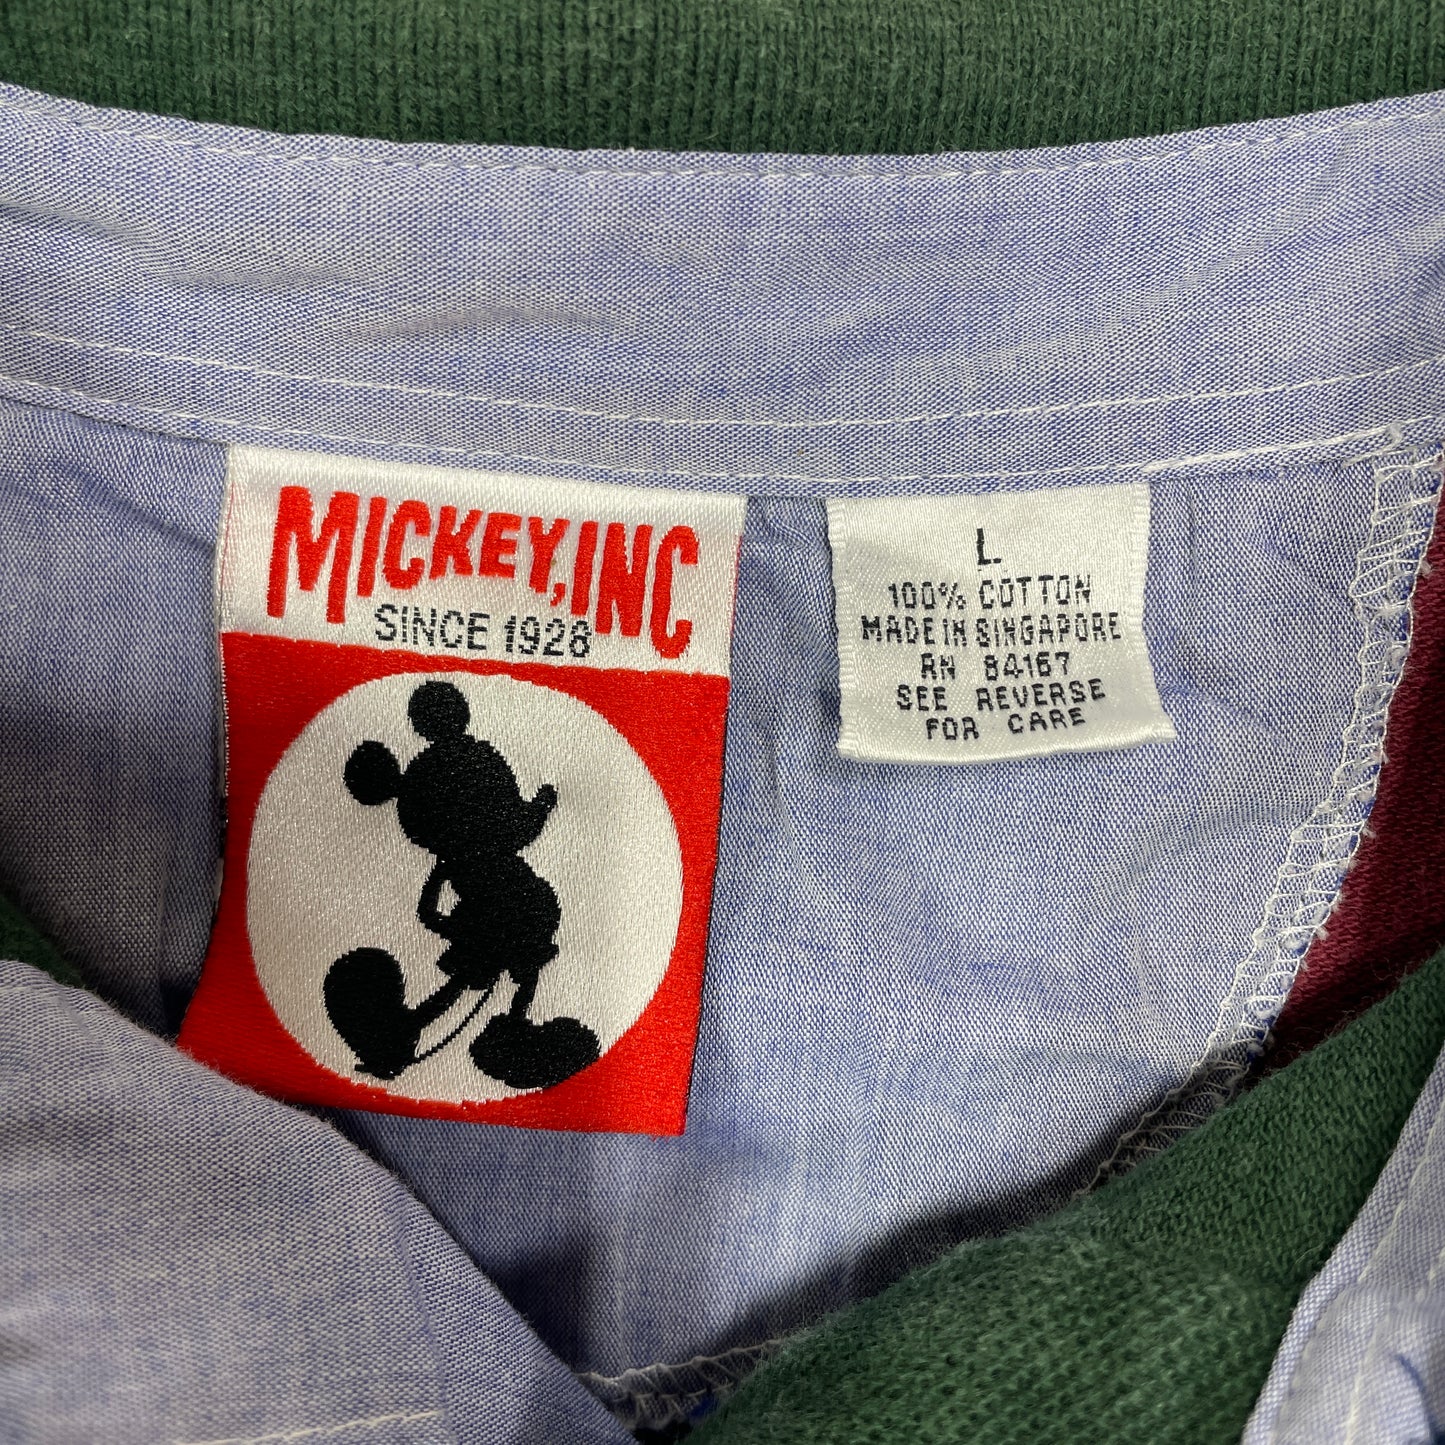 MICKEY, INC
SINCE 1928
L
100% COTTON
MADE IN SINGAPORE
RN 84167
SEE REVERSE
FOR CARE